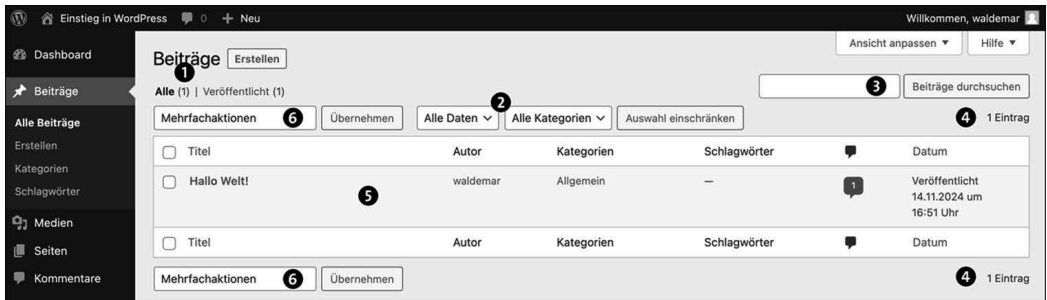 Einstieg in WordPress 0 + Neu Willkommen, waldemar
Dashboard
Beiträge
Alle Beiträge
Erstellen
Kategorien
Schlagwörter
Medien
Seiten
Kommentare
Ansicht anpassen ▼ Hilfe ▼
Beiträge Erstellen
1
Alle (1) | Veröffentlicht (1)
3 Beiträge durchsuchen
Mehrfachaktionen 6 Übernehmen Alle Daten 2 Alle Kategorien Auswahl einschränken 4 1 Eintrag
Titel Autor Kategorien Schlagwörter Datum
Hallo Welt! 5 waldemar Allgemein — 1 Veröffentlicht
14.11.2024 um
16:51 Uhr
Titel Autor Kategorien Schlagwörter Datum
Mehrfachaktionen 6 Übernehmen 4 1 Eintrag